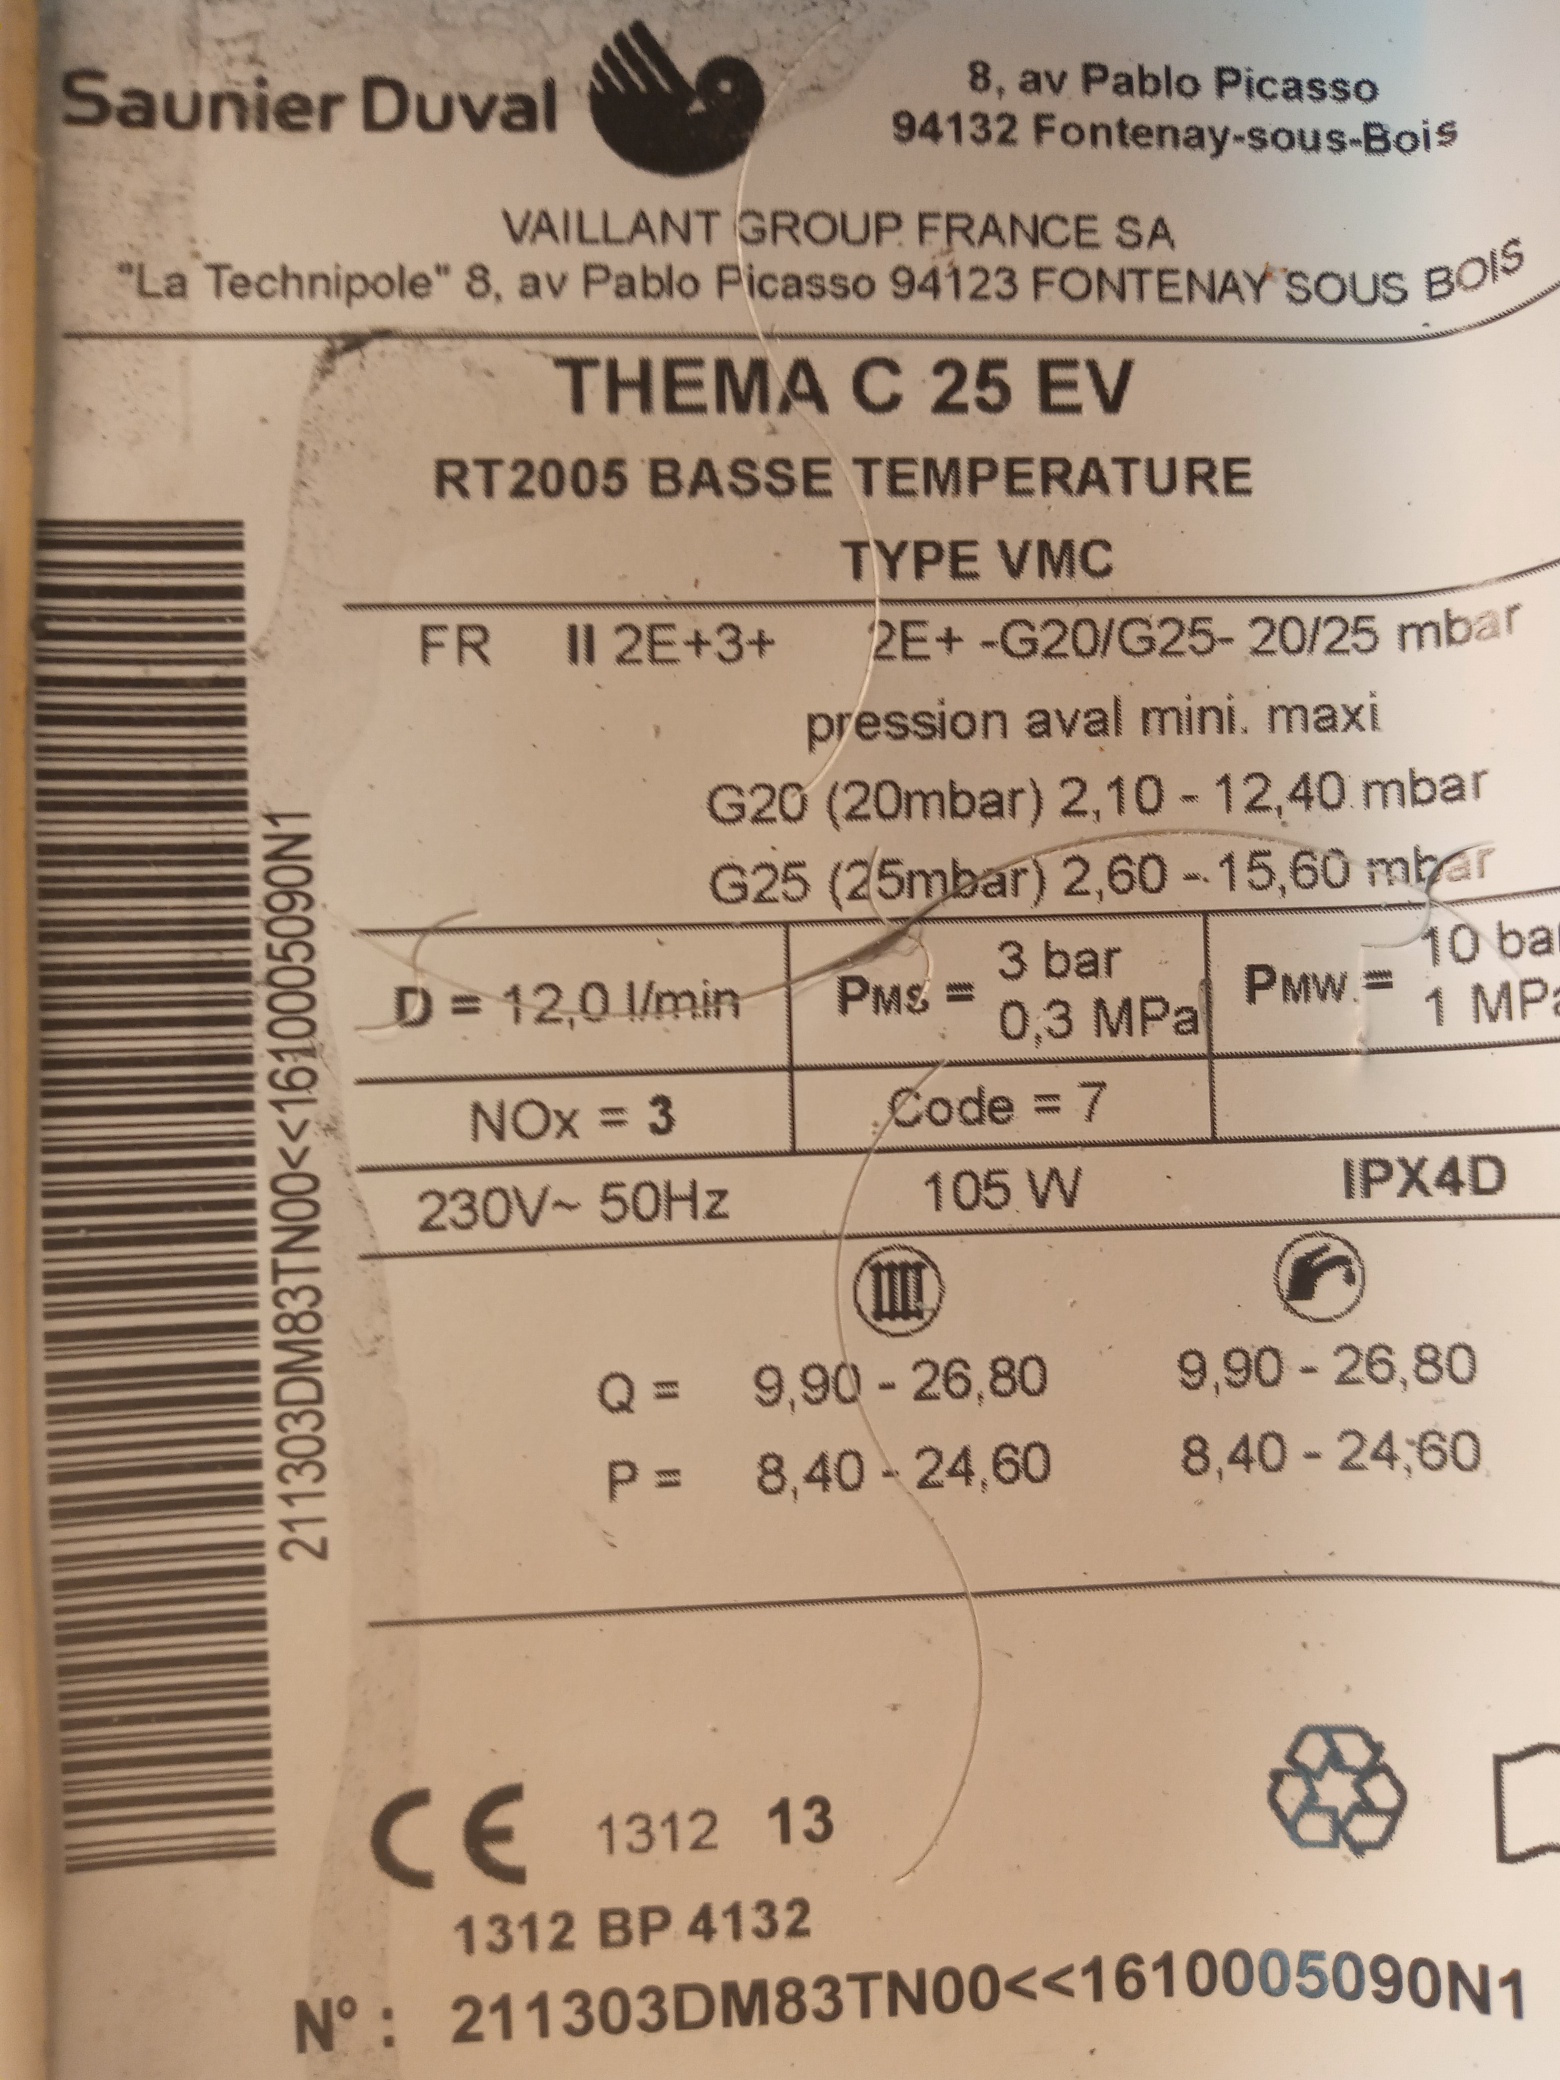 Saunier Duval
8, av Pablo Picasso
94132 Fontenay-sous-Bois
VAILLANT GROUP FRANCE SA
"La Technipole" 8, av Pablo Picasso 94123 FONTENAY SOUS BOIS
THEMA C 25 EV
RT2005 BASSE TEMPERATURE
TYPE VMC
FR II 2E+3+ 2E+ -G20/G25- 20/25 mbar
pression aval mini. maxi
G20 (20mbar) 2,10 - 12,40 mbar
G25 (25mbar) 2,60 - 15,60 mbar
D = 12,0 l/min
PMS = 3 bar
0,3 MPa
PMW = 10 bar
1 MPa
NOx = 3 Code = 7
230V~ 50Hz 105 W IPX4D
Q = 9,90 - 26,80 9,90 - 26,80
P = 8,40 - 24,60 8,40 - 24,60
CE 1312 13
1312 BP 4132
N° : 211303DM83TN00<<1610005090N1
211303DM83TN00<<1610005090N1